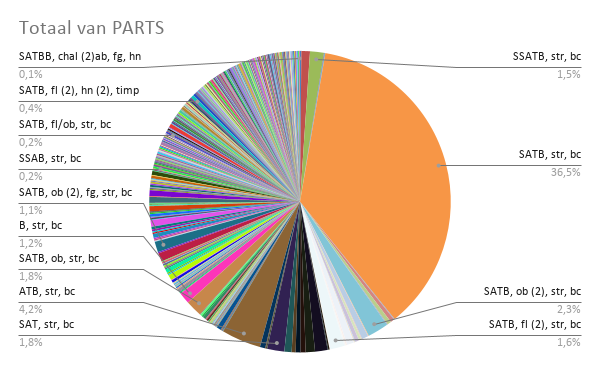 Totaal van PARTS
SATBB, chal (2)ab, fg, hn
0,1%
SATB, fl (2), hn (2), timp
0,4%
SATB, fl/ob, str, bc
0,2%
SSAB, str, bc
0,2%
SATB, ob (2), fg, str, bc
1,1%
B, str, bc
1,2%
SATB, ob, str, bc
1,8%
ATB, str, bc
4,2%
SAT, str, bc
1,8%
SSATB, str, bc
1,5%
SATB, str, bc
36,5%
SATB, ob (2), str, bc
2,3%
SATB, fl (2), str, bc
1,6%